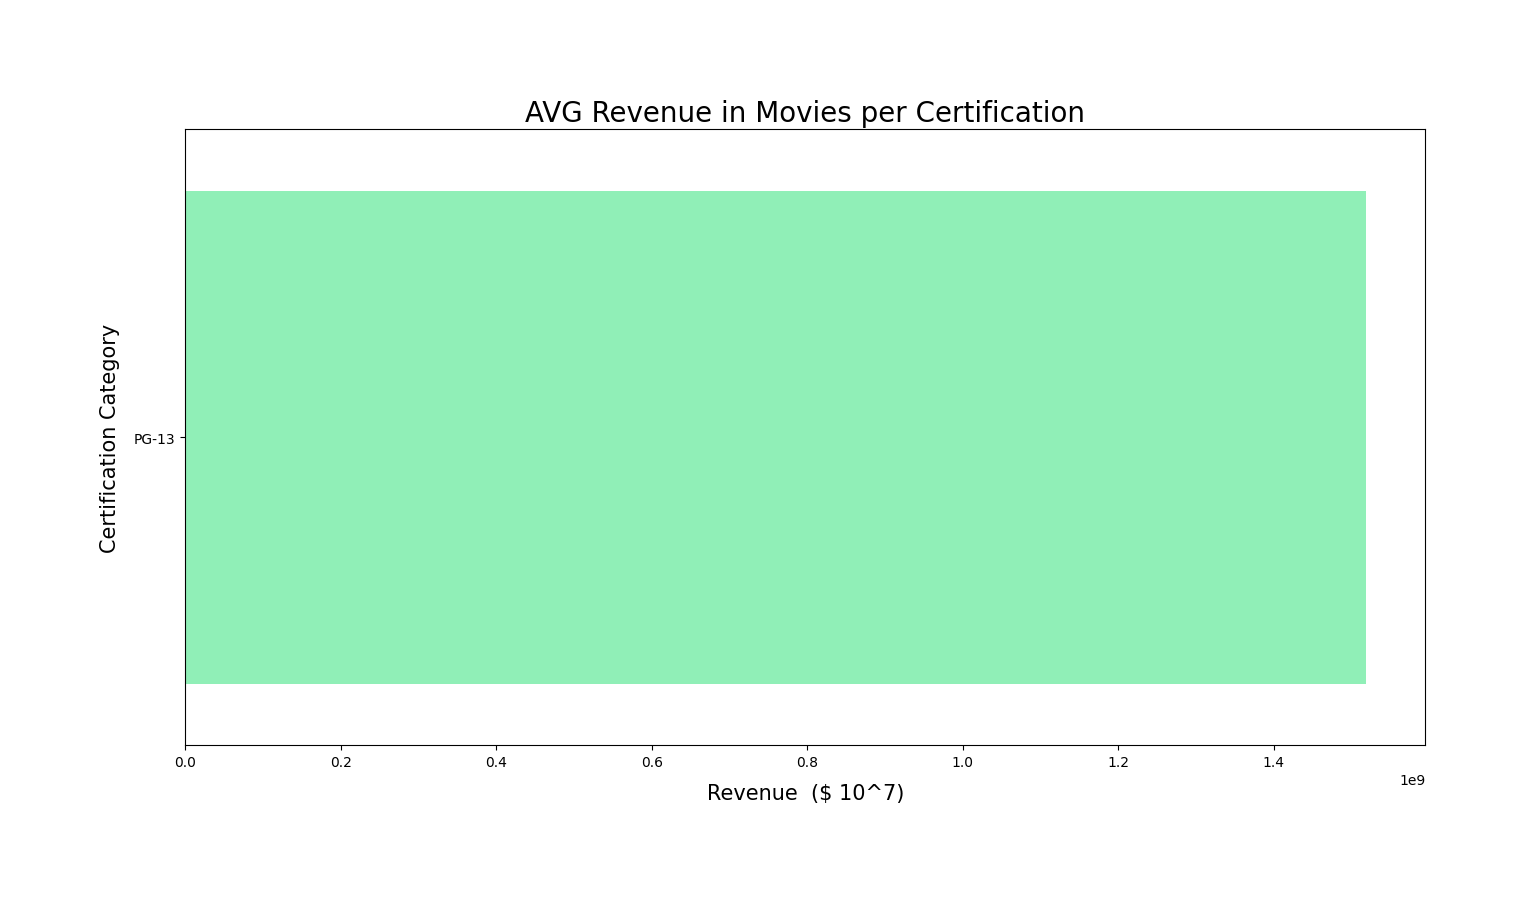 AVG Revenue in Movies per Certification
Certification Category
PG-13
0.0 0.2 0.4 0.6 0.8 1.0 1.2 1.4
1e9
Revenue  ($ 10^7)